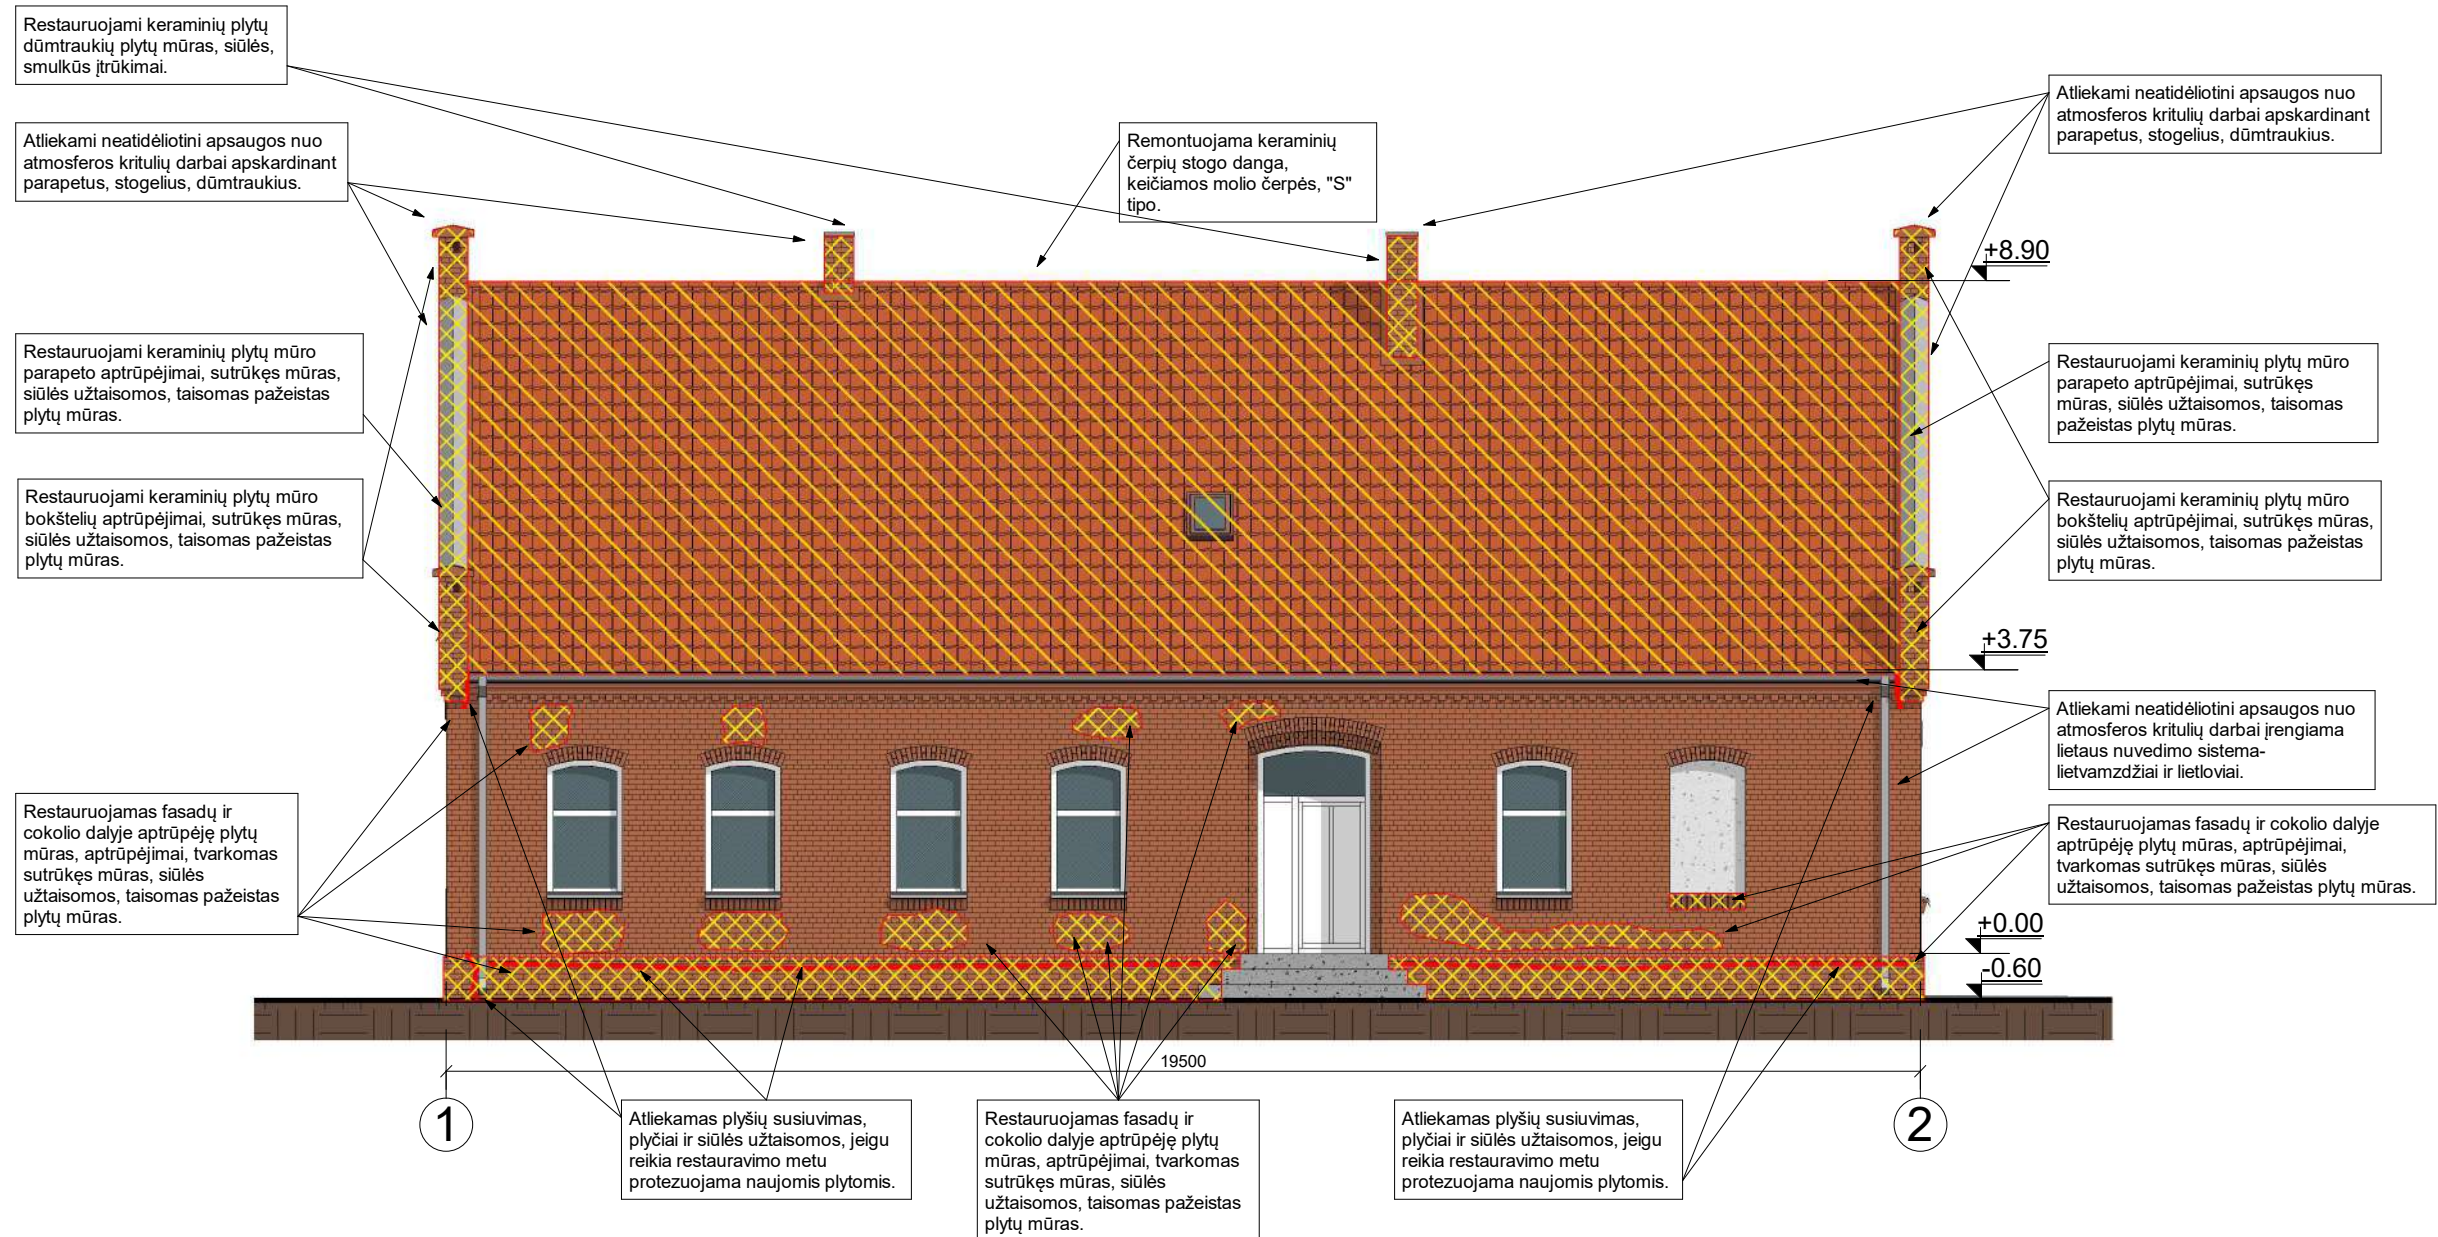 Restauruojami keraminių plytų
dūmtraukių plytų mūras, siūlės,
smulkūs įtrūkimai.
Atliekami neatidėliotini apsaugos nuo
atmosferos kritulių darbai apskardinant
parapetus, stogelius, dūmtraukius.
Remontuojama keraminių
čerpių stogo danga,
keičiamos molio čerpės, "S"
tipo.
Atliekami neatidėliotini apsaugos nuo
atmosferos kritulių darbai apskardinant
parapetus, stogelius, dūmtraukius.
+8.90
Restauruojami keraminių plytų mūro
parapeto aptrūpėjimai, sutrūkęs mūras,
siūlės užtaisomos, taisomas pažeistas
plytų mūras.
Restauruojami keraminių plytų mūro
parapeto aptrūpėjimai, sutrūkęs
mūras, siūlės užtaisomos, taisomas
pažeistas plytų mūras.
Restauruojami keraminių plytų mūro
bokštelių aptrūpėjimai, sutrūkęs mūras,
siūlės užtaisomos, taisomas pažeistas
plytų mūras.
Restauruojami keraminių plytų mūro
bokštelių aptrūpėjimai, sutrūkęs mūras,
siūlės užtaisomos, taisomas pažeistas
plytų mūras.
+3.75
Atliekami neatidėliotini apsaugos nuo
atmosferos kritulių darbai įrengiama
lietaus nuvedimo sistema-
lietvamzdžiai ir lietloviai.
Restauruojamas fasadų ir
cokolio dalyje aptrūpėję plytų
mūras, aptrūpėjimai, tvarkomas
sutrūkęs mūras, siūlės
užtaisomos, taisomas pažeistas
plytų mūras.
Restauruojamas fasadų ir cokolio dalyje
aptrūpėję plytų mūras, aptrūpėjimai,
tvarkomas sutrūkęs mūras, siūlės
užtaisomos, taisomas pažeistas plytų mūras.
+0.00
-0.60
19500
1
2
Atliekamas plyšių susiuvimas,
plyčiai ir siūlės užtaisomos, jeigu
reikia restauravimo metu
protezuojama naujomis plytomis.
Restauruojamas fasadų ir
cokolio dalyje aptrūpėję plytų
mūras, aptrūpėjimai, tvarkomas
sutrūkęs mūras, siūlės
užtaisomos, taisomas pažeistas
plytų mūras.
Atliekamas plyšių susiuvimas,
plyčiai ir siūlės užtaisomos, jeigu
reikia restauravimo metu
protezuojama naujomis plytomis.